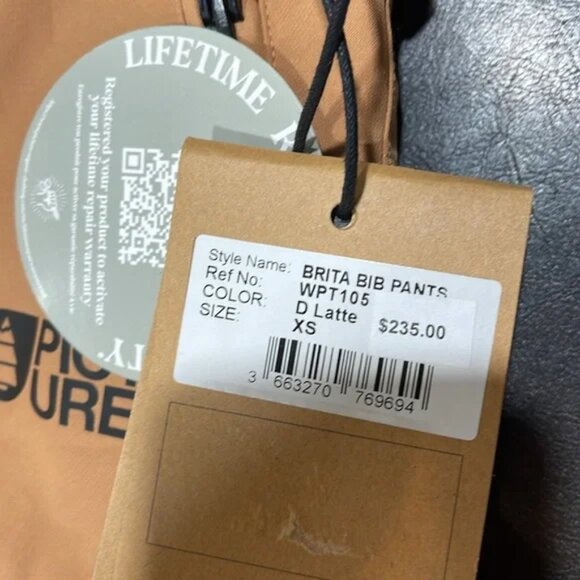 LIFETIME
Registered your product to activate
your lifetime repair warranty
PICT
URE
Style Name: BRITA BIB PANTS
Ref No: WPT105
COLOR: D Latte
SIZE: XS
$235.00
3 663270 769694